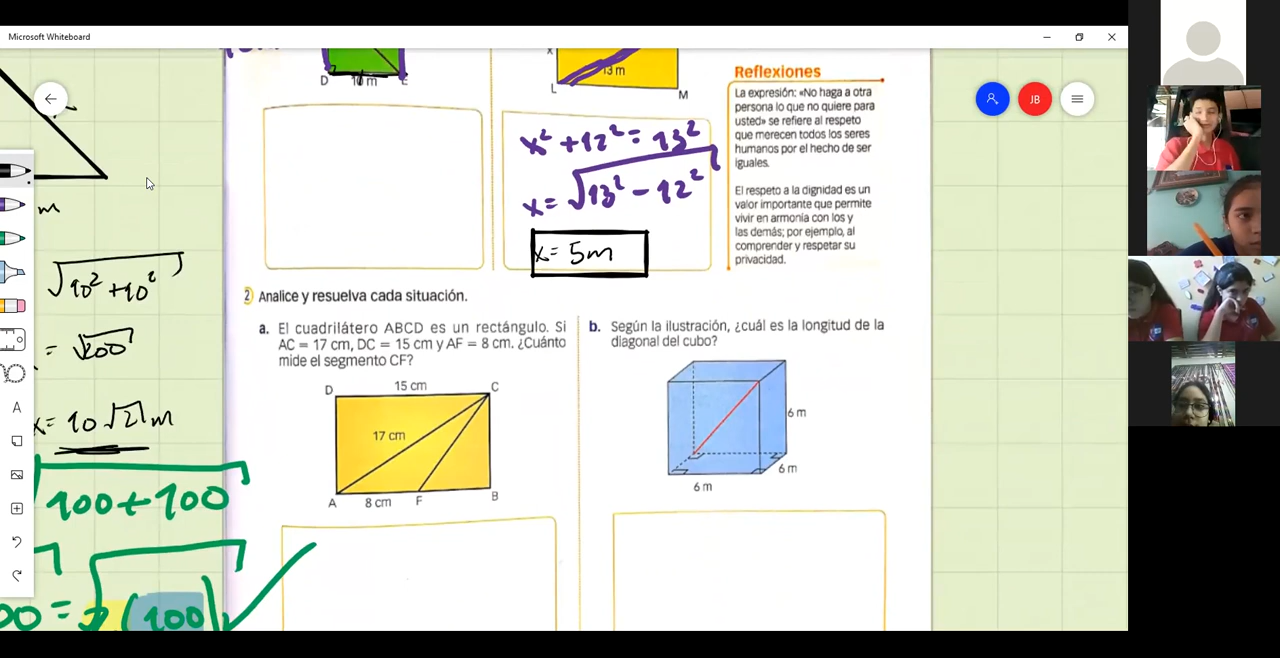 Microsoft Whiteboard
D 10 m E
13 m
L M
x² + 12² = 13²
x = √13² - 12²
x = 5m
Reflexiones
La expresión: «No haga a otra
persona lo que no quiere para
usted» se refiere al respeto
que merecen todos los seres
humanos por el hecho de ser
iguales.
El respeto a la dignidad es un
valor importante que permite
vivir en armonía con los y
las demás; por ejemplo, al
comprender y respetar su
privacidad.
JB
m
√10² + 10²
= √200
x = 10√2 m
√100 + 100
= √2(100)
A
2 Analice y resuelva cada situación.
a. El cuadrilátero ABCD es un rectángulo. Si
AC = 17 cm, DC = 15 cm y AF = 8 cm. ¿Cuánto
mide el segmento CF?
D 15 cm C
17 cm
A 8 cm F B
b. Según la ilustración, ¿cuál es la longitud de la
diagonal del cubo?
6 m
6 m
6 m